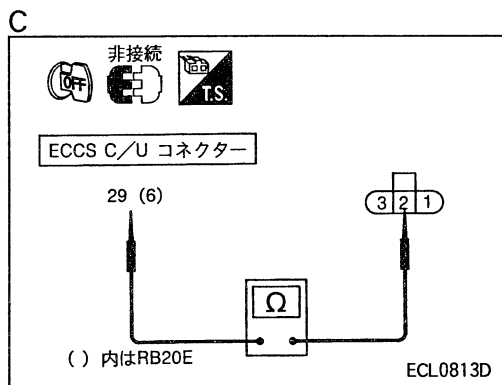 C
非接続
OFF
T.S.
ECCS C/U コネクター
29 (6)
3 2 1
Ω
( ) 内はRB20E
ECL0813D